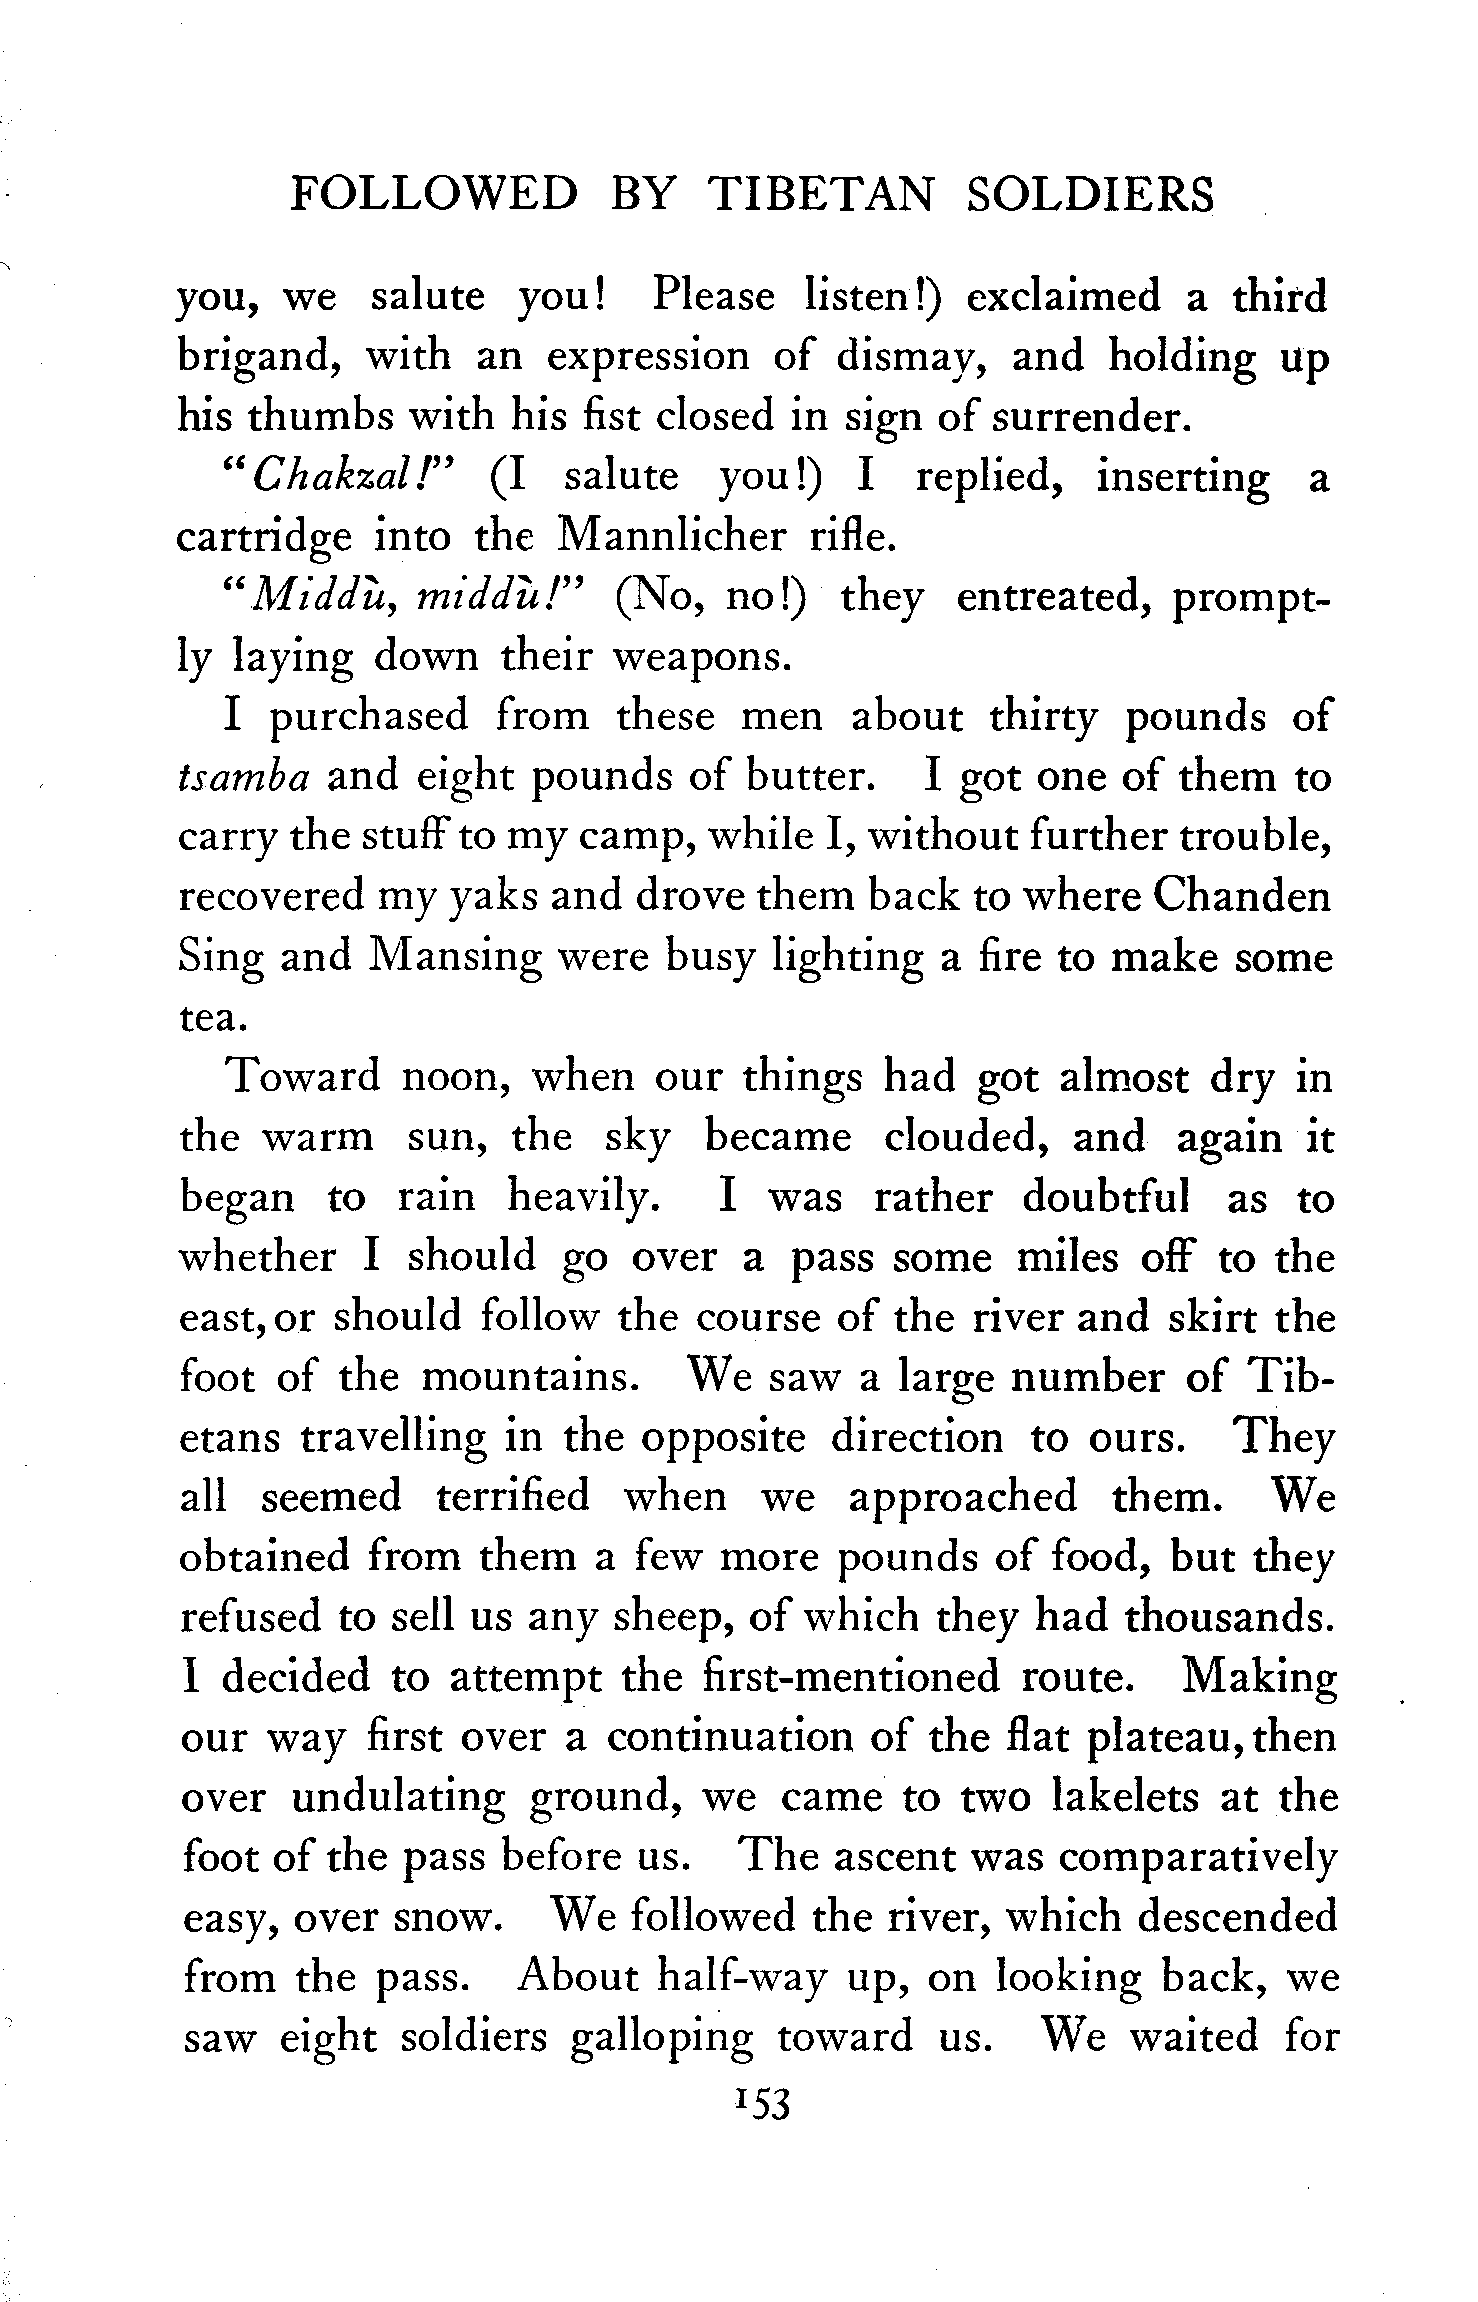 FOLLOWED BY TIBETAN SOLDIERS
you, we salute you! Please listen!) exclaimed a third
brigand, with an expression of dismay, and holding up
his thumbs with his fist closed in sign of surrender.
"Chakzal!" (I salute you!) I replied, inserting a
cartridge into the Mannlicher rifle.
"Middù, middù!" (No, no!) they entreated, prompt-
ly laying down their weapons.
I purchased from these men about thirty pounds of
tsamba and eight pounds of butter. I got one of them to
carry the stuff to my camp, while I, without further trouble,
recovered my yaks and drove them back to where Chanden
Sing and Mansing were busy lighting a fire to make some
tea.
Toward noon, when our things had got almost dry in
the warm sun, the sky became clouded, and again it
began to rain heavily. I was rather doubtful as to
whether I should go over a pass some miles off to the
east, or should follow the course of the river and skirt the
foot of the mountains. We saw a large number of Tib-
etans travelling in the opposite direction to ours. They
all seemed terrified when we approached them. We
obtained from them a few more pounds of food, but they
refused to sell us any sheep, of which they had thousands.
I decided to attempt the first-mentioned route. Making
our way first over a continuation of the flat plateau, then
over undulating ground, we came to two lakelets at the
foot of the pass before us. The ascent was comparatively
easy, over snow. We followed the river, which descended
from the pass. About half-way up, on looking back, we
saw eight soldiers galloping toward us. We waited for
153